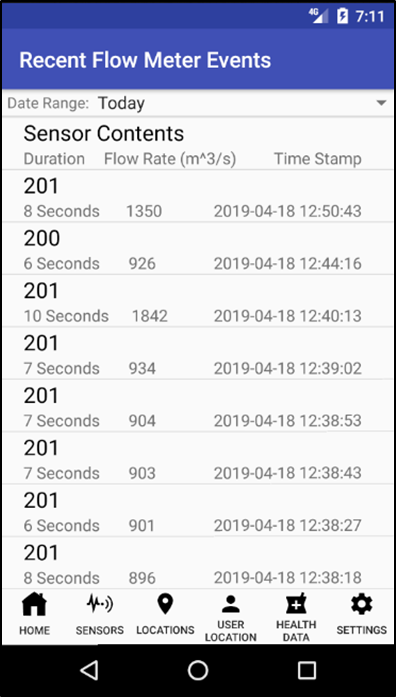 4G 7:11
Recent Flow Meter Events
Date Range: Today
Sensor Contents
Duration Flow Rate (m^3/s) Time Stamp
201
8 Seconds 1350 2019-04-18 12:50:43
200
6 Seconds 926 2019-04-18 12:44:16
201
10 Seconds 1842 2019-04-18 12:40:13
201
7 Seconds 934 2019-04-18 12:39:02
201
7 Seconds 904 2019-04-18 12:38:53
201
7 Seconds 903 2019-04-18 12:38:43
201
6 Seconds 901 2019-04-18 12:38:27
201
8 Seconds 896 2019-04-18 12:38:18
HOME SENSORS LOCATIONS USER LOCATION HEALTH DATA SETTINGS